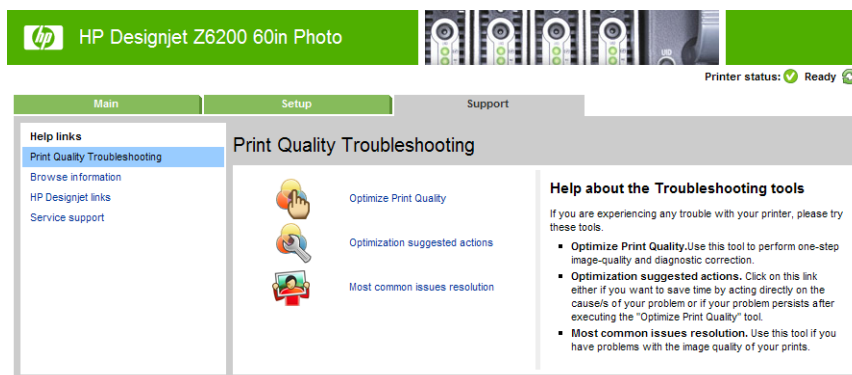 hp HP Designjet Z6200 60in Photo
UID
Printer status: Ready
Main Setup Support
Help links
Print Quality Troubleshooting
Browse information
HP Designjet links
Service support
Print Quality Troubleshooting
Optimize Print Quality
Optimization suggested actions
Most common issues resolution
Help about the Troubleshooting tools
If you are experiencing any trouble with your printer, please try
these tools.
▪ Optimize Print Quality.Use this tool to perform one-step
image-quality and diagnostic correction.
▪ Optimization suggested actions. Click on this link
either if you want to save time by acting directly on the
cause/s of your problem or if your problem persists after
executing the "Optimize Print Quality" tool.
▪ Most common issues resolution. Use this tool if you
have problems with the image quality of your prints.